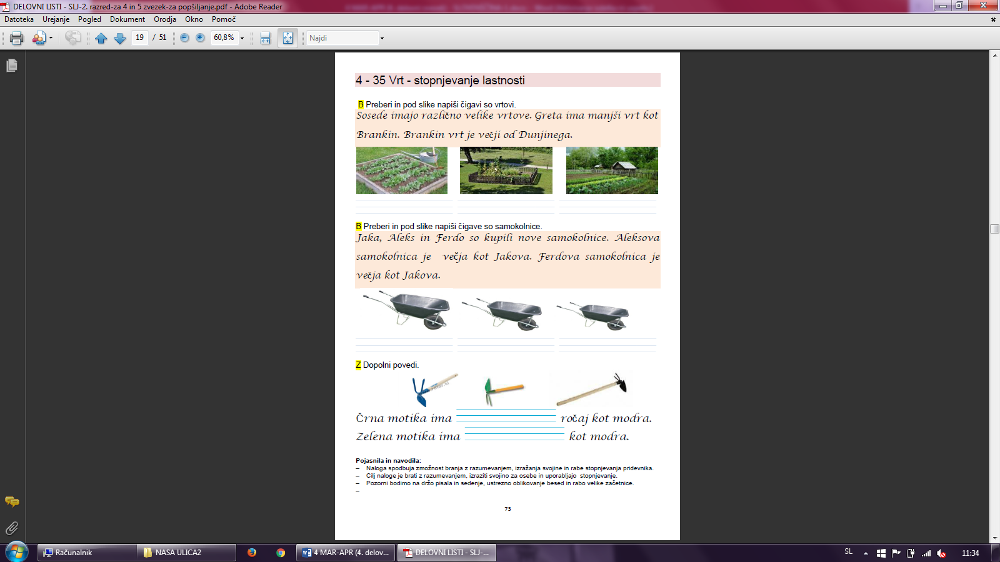 DELOVNI LISTI - SLJ-2. razred-za 4 in 5 zvezek-za popšiljanje.pdf - Adobe Reader
Datoteka Urejanje Pogled Dokument Orodja Okno Pomoč
19 / 51 60,8% Najdi
4 - 35 Vrt - stopnjevanje lastnosti
B Preberi in pod slike napiši čigavi so vrtovi.
Sosede imajo različno velike vrtove. Greta ima manjši vrt kot
Brankin. Brankin vrt je večji od Dunjinega.
B Preberi in pod slike napiši čigave so samokolnice.
Jaka, Aleks in Ferdo so kupili nove samokolnice. Aleksova
samokolnica je večja kot Jakova. Ferdova samokolnica je
večja kot Jakova.
Z Dopolni povedi.
Črna motika ima ročaj kot modra.
Zelena motika ima kot modra.
Pojasnila in navodila:
– Naloga spodbuja zmožnost branja z razumevanjem, izražanja svojine in rabe stopnjevanja pridevnika.
– Cilj naloge je brati z razumevanjem, izraziti svojino za osebe in uporabljajo stopnjevanje.
– Pozorni bodimo na držo pisala in sedenje, ustrezno oblikovanje besed in rabo velike začetnice.
–
73
Računalnik NASA ULICA2 4 MAR-APR (4. delov... DELOVNI LISTI - SLJ-... SL 11:34